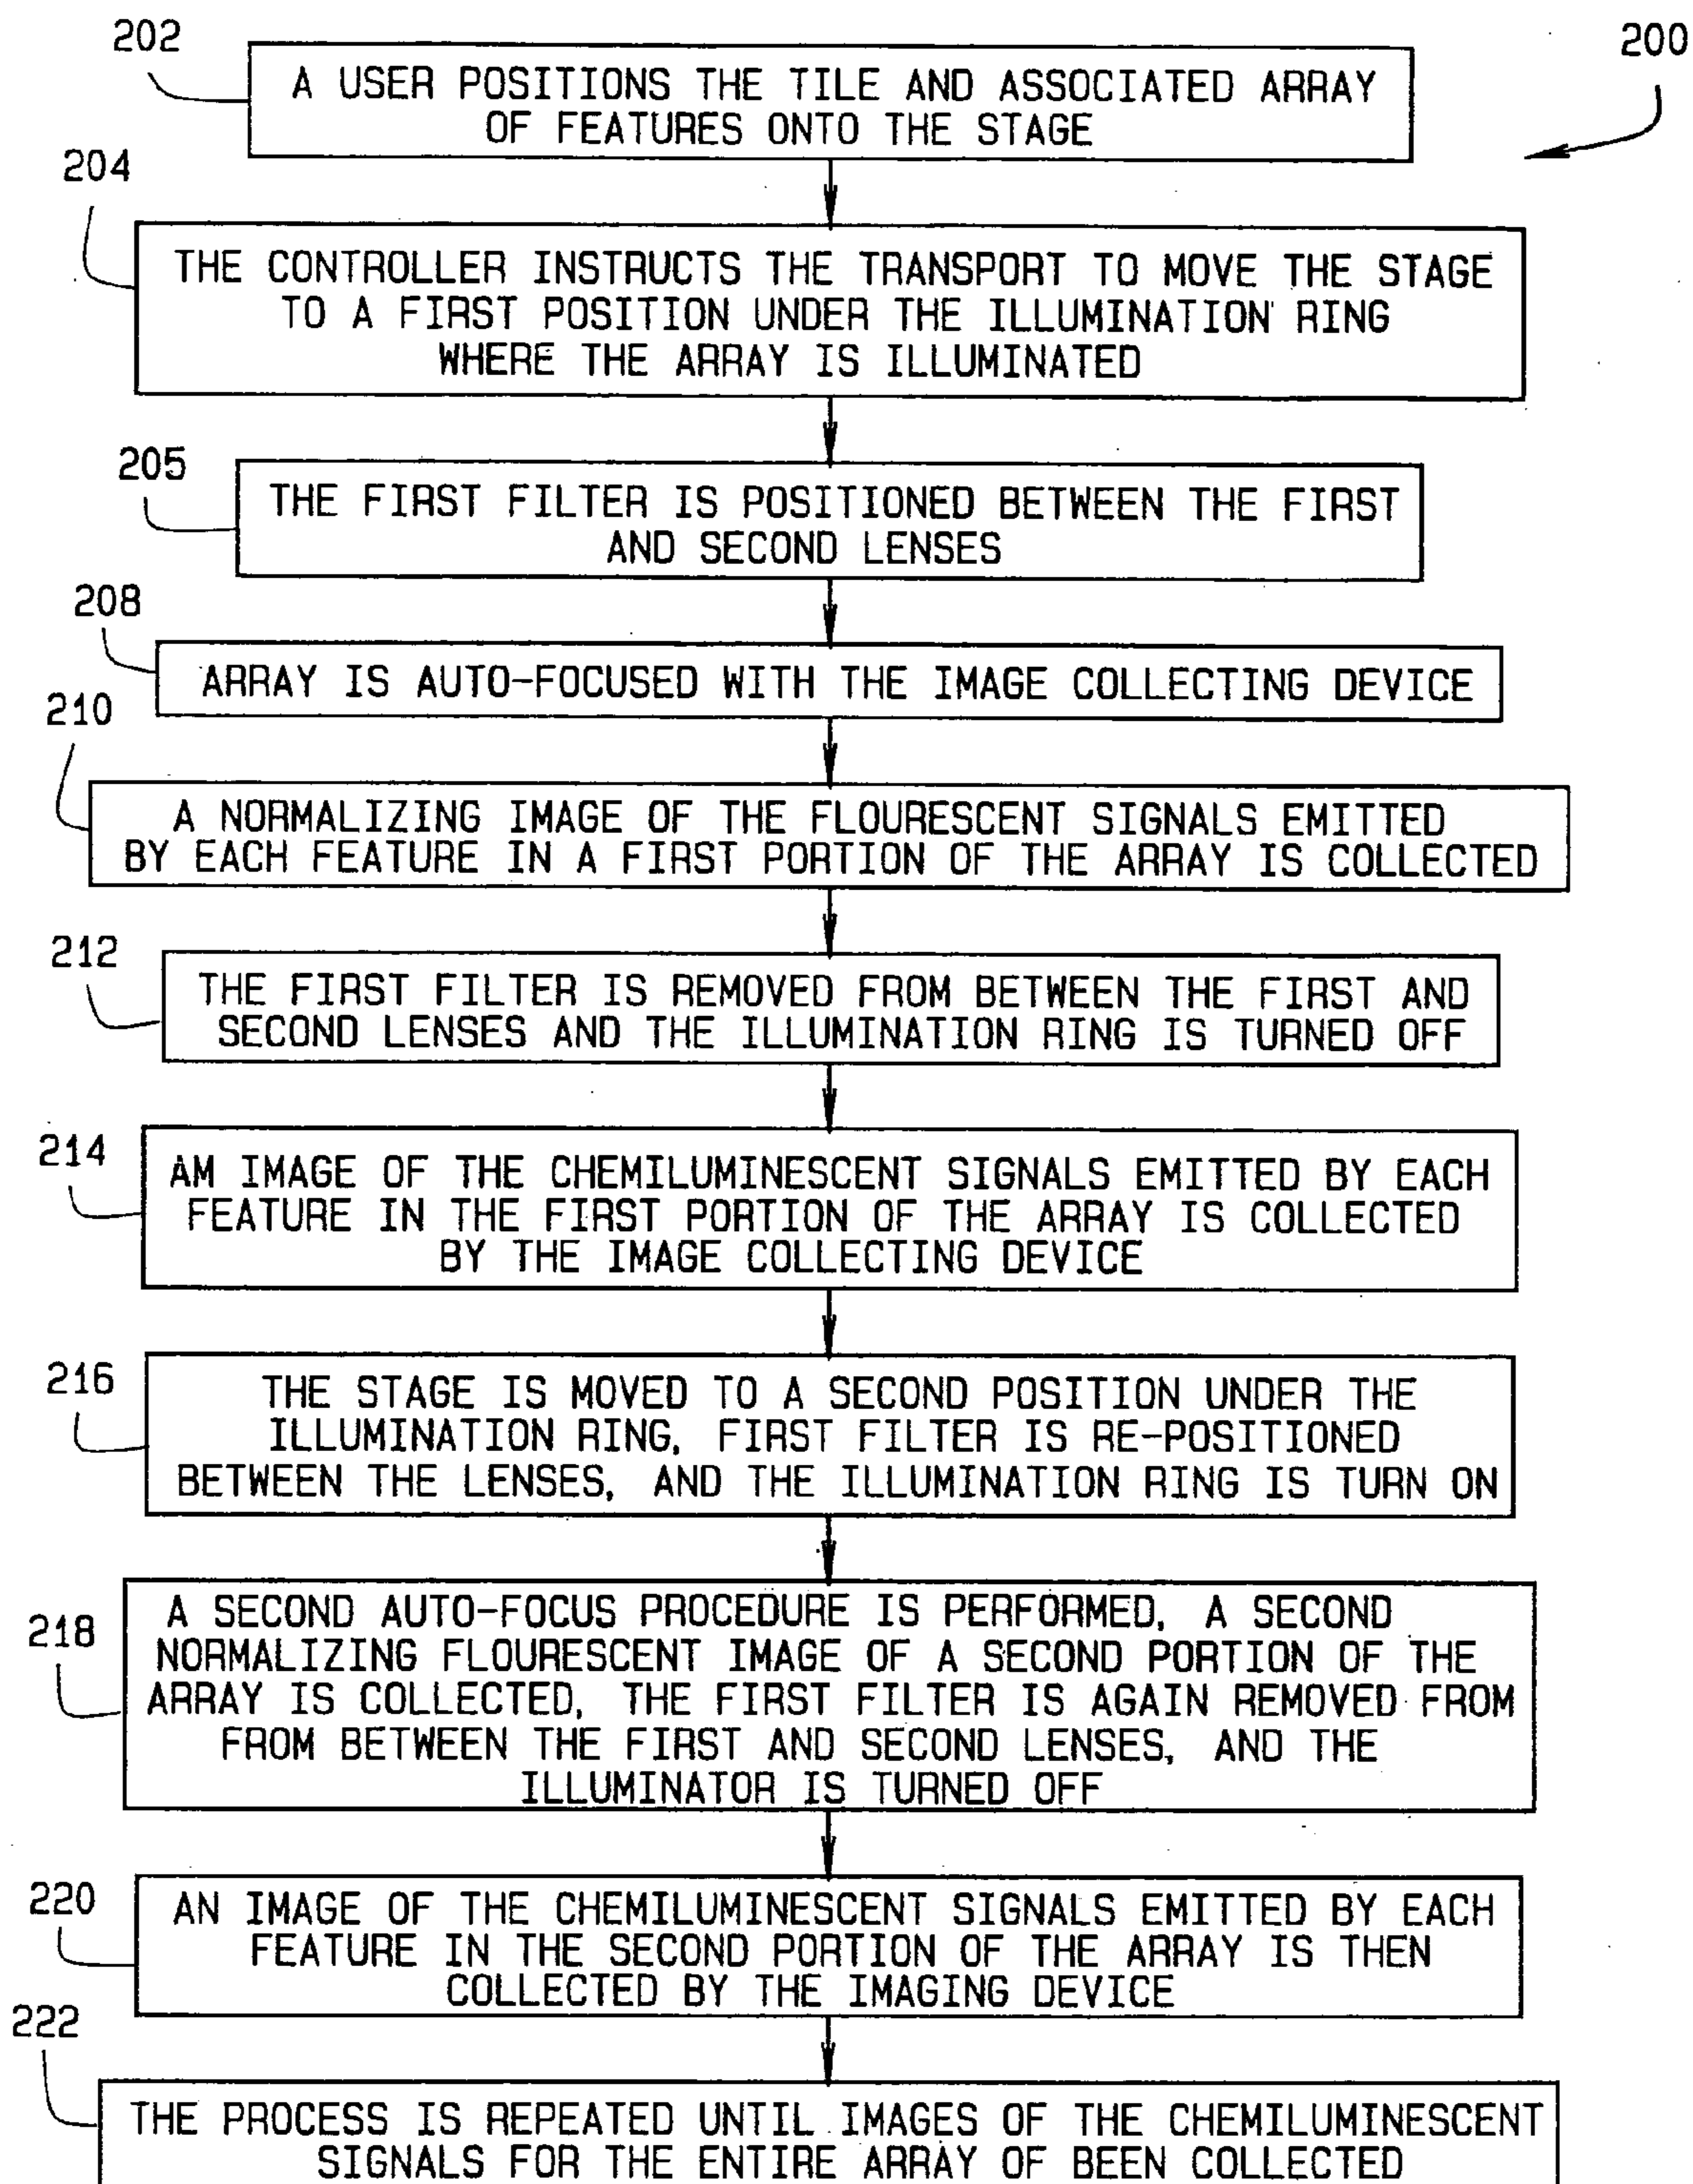 202
200
A USER POSITIONS THE TILE AND ASSOCIATED ARRAY
OF FEATURES ONTO THE STAGE
204
THE CONTROLLER INSTRUCTS THE TRANSPORT TO MOVE THE STAGE
TO A FIRST POSITION UNDER THE ILLUMINATION RING
WHERE THE ARRAY IS ILLUMINATED
205
THE FIRST FILTER IS POSITIONED BETWEEN THE FIRST
AND SECOND LENSES
208
ARRAY IS AUTO-FOCUSED WITH THE IMAGE COLLECTING DEVICE
210
A NORMALIZING IMAGE OF THE FLOURESCENT SIGNALS EMITTED
BY EACH FEATURE IN A FIRST PORTION OF THE ARRAY IS COLLECTED
212
THE FIRST FILTER IS REMOVED FROM BETWEEN THE FIRST AND
SECOND LENSES AND THE ILLUMINATION RING IS TURNED OFF
214
AM IMAGE OF THE CHEMILUMINESCENT SIGNALS EMITTED BY EACH
FEATURE IN THE FIRST PORTION OF THE ARRAY IS COLLECTED
BY THE IMAGE COLLECTING DEVICE
216
THE STAGE IS MOVED TO A SECOND POSITION UNDER THE
ILLUMINATION RING, FIRST FILTER IS RE-POSITIONED
BETWEEN THE LENSES, AND THE ILLUMINATION RING IS TURN ON
218
A SECOND AUTO-FOCUS PROCEDURE IS PERFORMED, A SECOND
NORMALIZING FLOURESCENT IMAGE OF A SECOND PORTION OF THE
ARRAY IS COLLECTED, THE FIRST FILTER IS AGAIN REMOVED FROM
FROM BETWEEN THE FIRST AND SECOND LENSES, AND THE
ILLUMINATOR IS TURNED OFF
220
AN IMAGE OF THE CHEMILUMINESCENT SIGNALS EMITTED BY EACH
FEATURE IN THE SECOND PORTION OF THE ARRAY IS THEN
COLLECTED BY THE IMAGING DEVICE
222
THE PROCESS IS REPEATED UNTIL IMAGES OF THE CHEMILUMINESCENT
SIGNALS FOR THE ENTIRE ARRAY OF BEEN COLLECTED